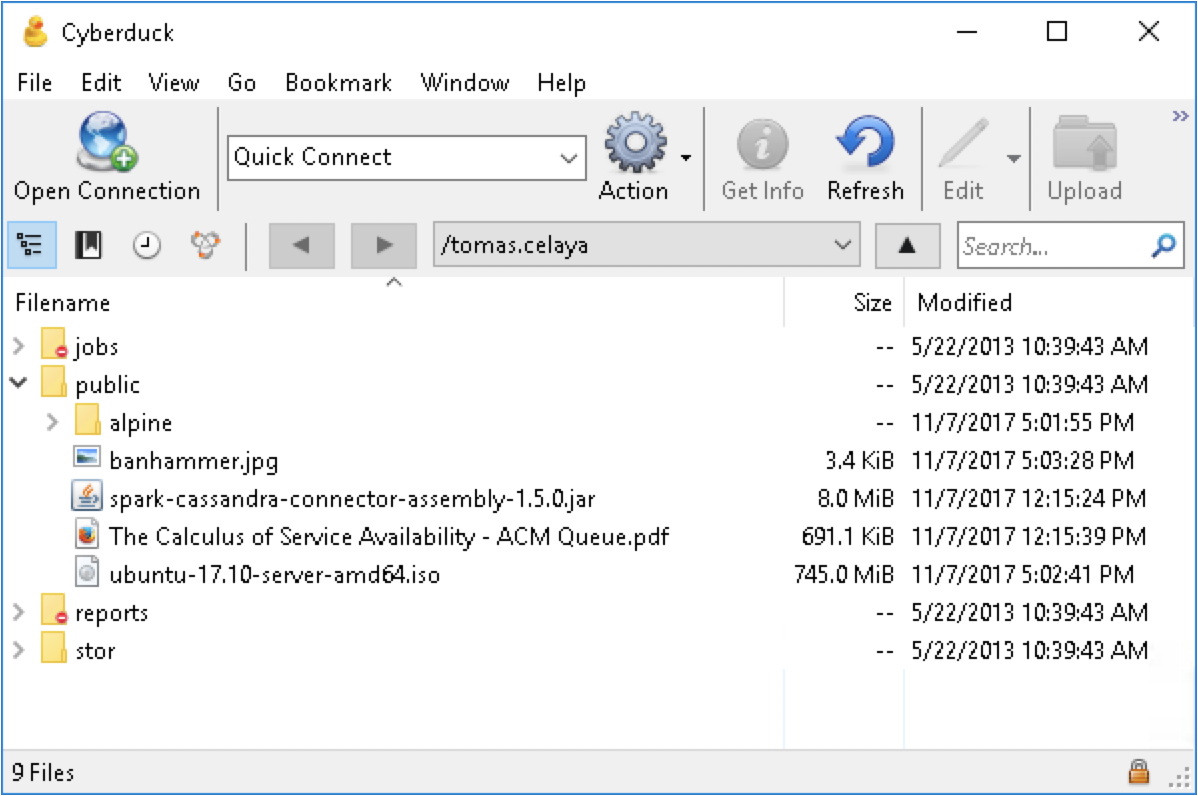 Cyberduck
File Edit View Go Bookmark Window Help
Open Connection Quick Connect Action Get Info Refresh Edit Upload
/tomas.celaya Search...
Filename Size Modified
jobs -- 5/22/2013 10:39:43 AM
public -- 5/22/2013 10:39:43 AM
alpine -- 11/7/2017 5:01:55 PM
banhammer.jpg 3.4 KiB 11/7/2017 5:03:28 PM
spark-cassandra-connector-assembly-1.5.0.jar 8.0 MiB 11/7/2017 12:15:24 PM
The Calculus of Service Availability - ACM Queue.pdf 691.1 KiB 11/7/2017 12:15:39 PM
ubuntu-17.10-server-amd64.iso 745.0 MiB 11/7/2017 5:02:41 PM
reports -- 5/22/2013 10:39:43 AM
stor -- 5/22/2013 10:39:43 AM
9 Files